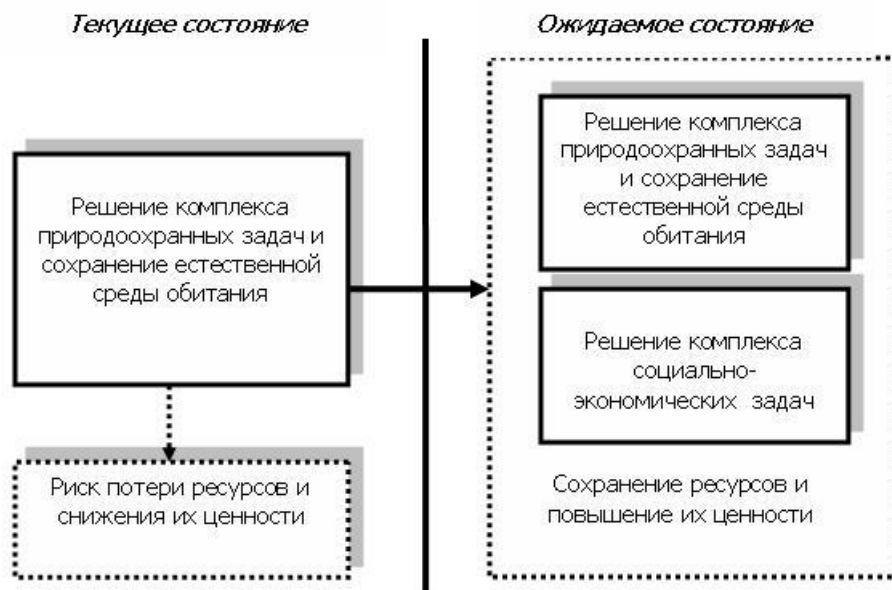 Текущее состояние
Ожидаемое состояние
Решение комплекса
природоохранных задач и
сохранение естественной
среды обитания
Риск потери ресурсов и
снижения их ценности
Решение комплекса
природоохранных задач
и сохранение
естественной среды
обитания
Решение комплекса
социально-
экономических задач
Сохранение ресурсов и
повышение их ценности